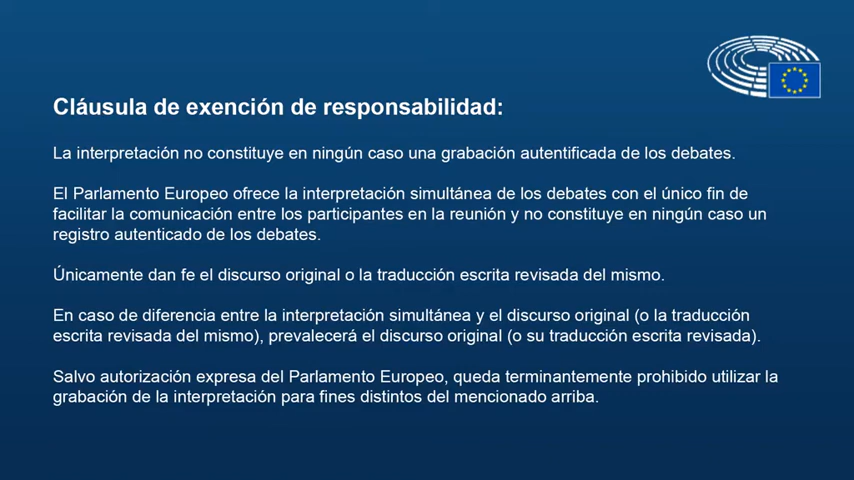 Cláusula de exención de responsabilidad:
La interpretación no constituye en ningún caso una grabación autentificada de los debates.
El Parlamento Europeo ofrece la interpretación simultánea de los debates con el único fin de
facilitar la comunicación entre los participantes en la reunión y no constituye en ningún caso un
registro autenticado de los debates.
Únicamente dan fe el discurso original o la traducción escrita revisada del mismo.
En caso de diferencia entre la interpretación simultánea y el discurso original (o la traducción
escrita revisada del mismo), prevalecerá el discurso original (o su traducción escrita revisada).
Salvo autorización expresa del Parlamento Europeo, queda terminantemente prohibido utilizar la
grabación de la interpretación para fines distintos del mencionado arriba.